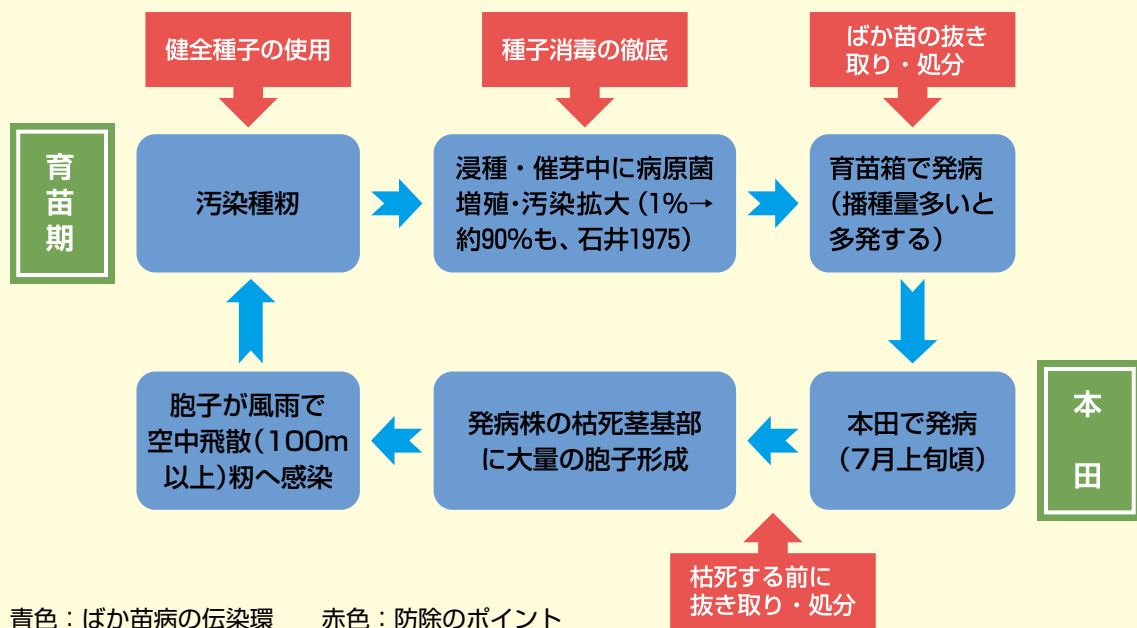 健全種子の使用
種子消毒の徹底
ばか苗の抜き
取り・処分
育苗期
汚染種籾
浸種・催芽中に病原菌
増殖・汚染拡大（1%→
約90%も、石井1975）
育苗箱で発病
（播種量多いと
多発する）
胞子が風雨で
空中飛散（100m
以上）籾へ感染
発病株の枯死茎基部
に大量の胞子形成
本田で発病
（7月上旬頃）
本田
枯死する前に
抜き取り・処分
青色：ばか苗病の伝染環　　赤色：防除のポイント